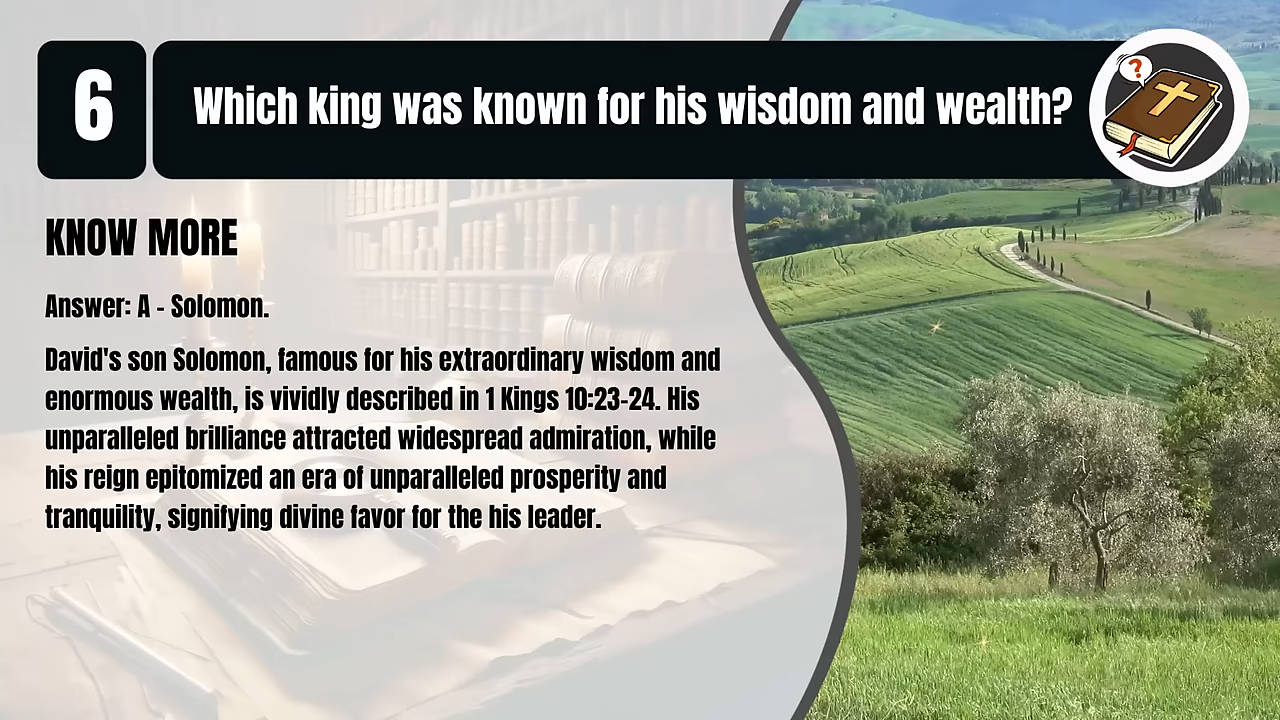 6
Which king was known for his wisdom and wealth?
?
KNOW MORE
Answer: A - Solomon.
David's son Solomon, famous for his extraordinary wisdom and
enormous wealth, is vividly described in 1 Kings 10:23-24. His
unparalleled brilliance attracted widespread admiration, while
his reign epitomized an era of unparalleled prosperity and
tranquility, signifying divine favor for the his leader.